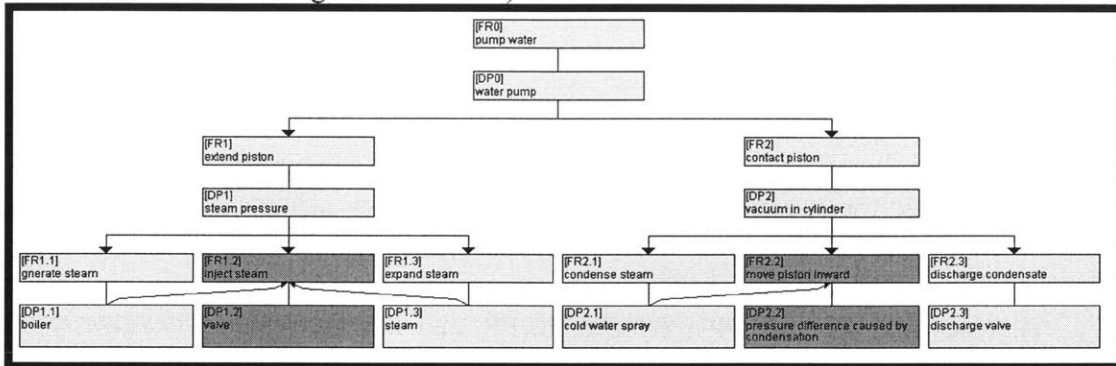 [FR0]
pump water
[DP0]
water pump
[FR1]
extend piston
[FR2]
contact piston
[DP1]
steam pressure
[DP2]
vacuum in cylinder
[FR1.1]
gnerate steam
[FR1.2]
inject steam
[FR1.3]
expand steam
[FR2.1]
condense steam
[FR2.2]
move piston inward
[FR2.3]
discharge condensate
[DP1.1]
boiler
[DP1.2]
valve
[DP1.3]
steam
[DP2.1]
cold water spray
[DP2.2]
pressure difference caused by
condensation
[DP2.3]
discharge valve